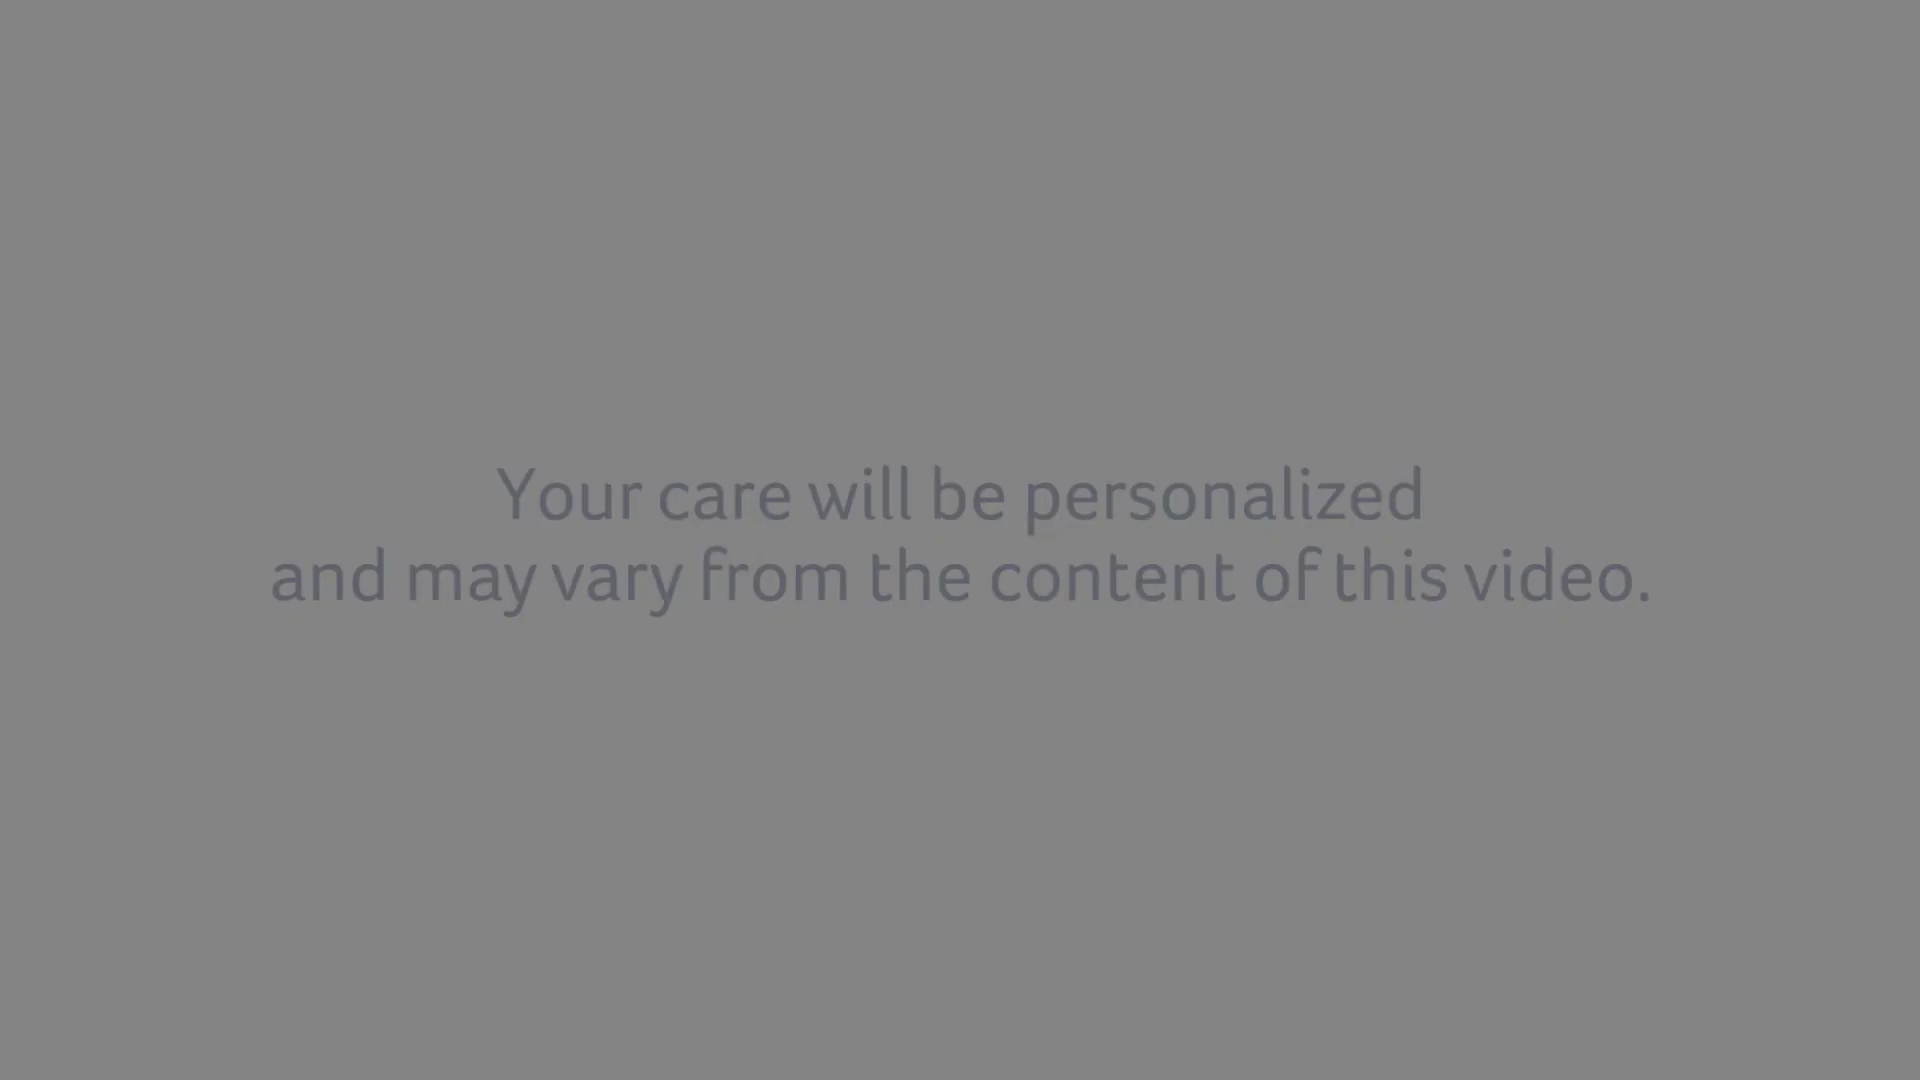 Your care will be personalized
and may vary from the content of this video.